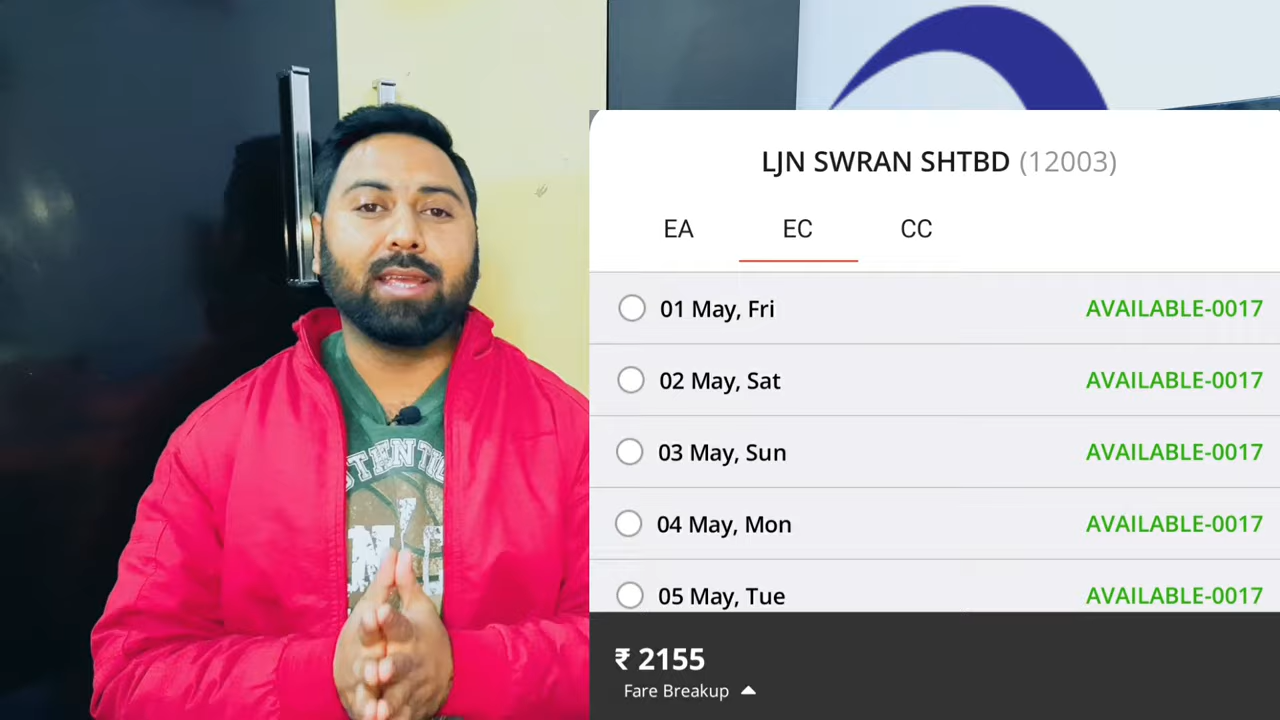 LJN SWRAN SHTBD (12003)
EA EC CC
01 May, Fri AVAILABLE-0017
02 May, Sat AVAILABLE-0017
03 May, Sun AVAILABLE-0017
04 May, Mon AVAILABLE-0017
05 May, Tue AVAILABLE-0017
₹ 2155
Fare Breakup